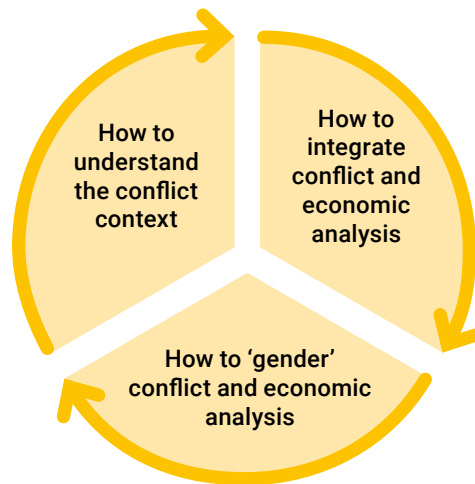 How to
understand
the conflict
context
How to
integrate
conflict and
economic
analysis
How to ‘gender’
conflict and economic
analysis